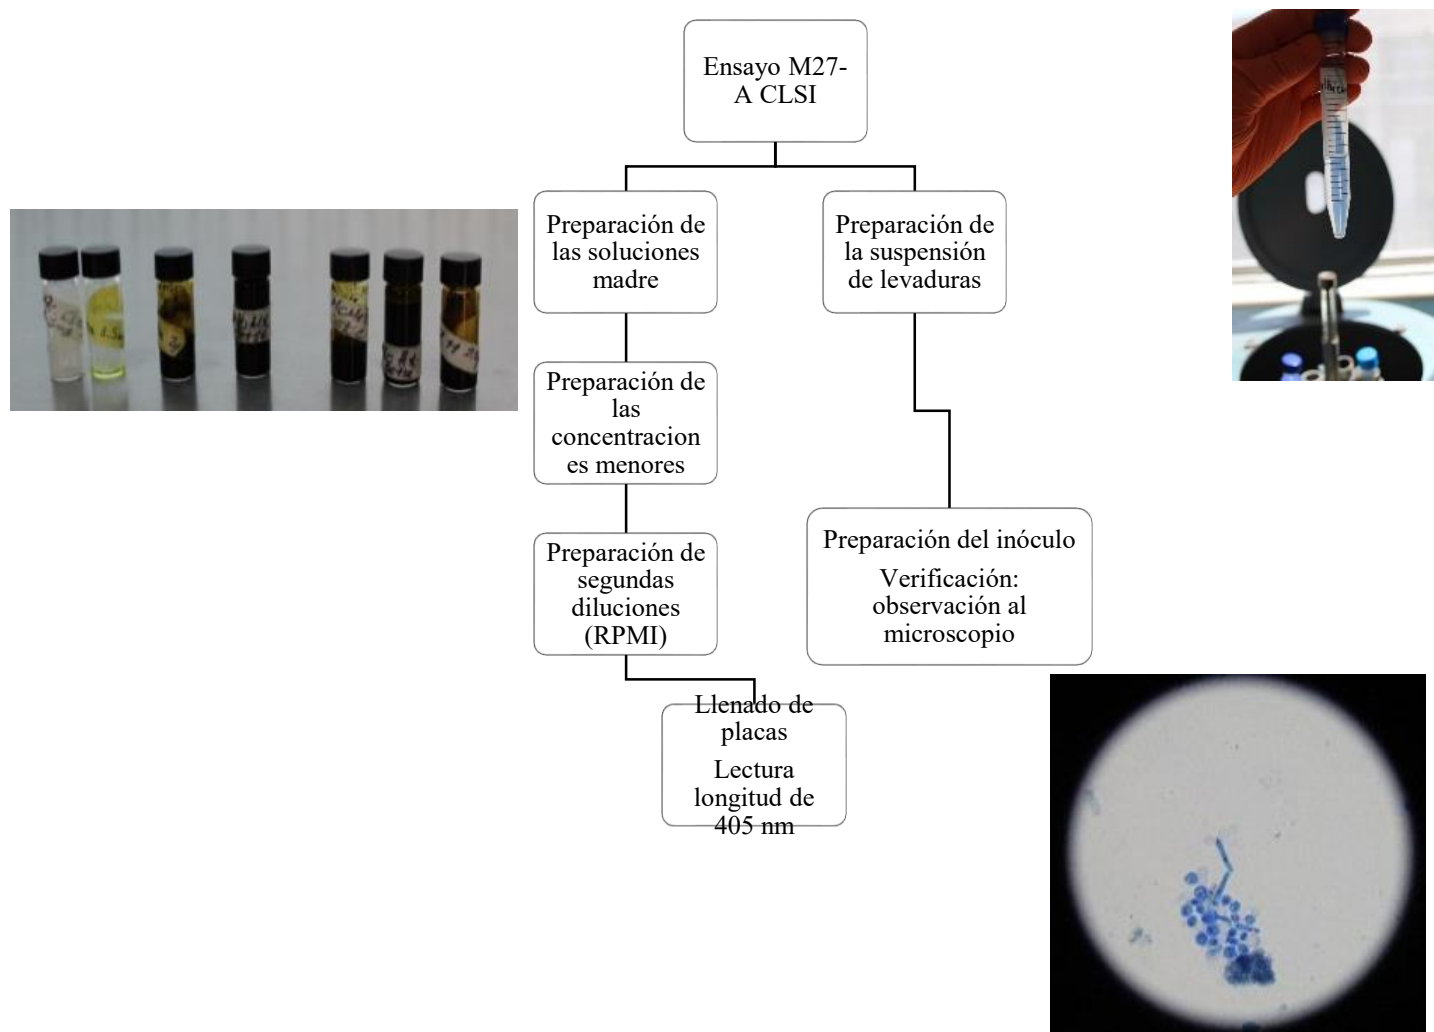 Ensayo M27-
A CLSI
Preparación de
las soluciones
madre
Preparación de
la suspensión
de levaduras
Preparación de
las
concentracion
es menores
Preparación de
segundas
diluciones
(RPMI)
Preparación del inóculo
Verificación:
observación al
microscopio
Llenado de
placas
Lectura
longitud de
405 nm